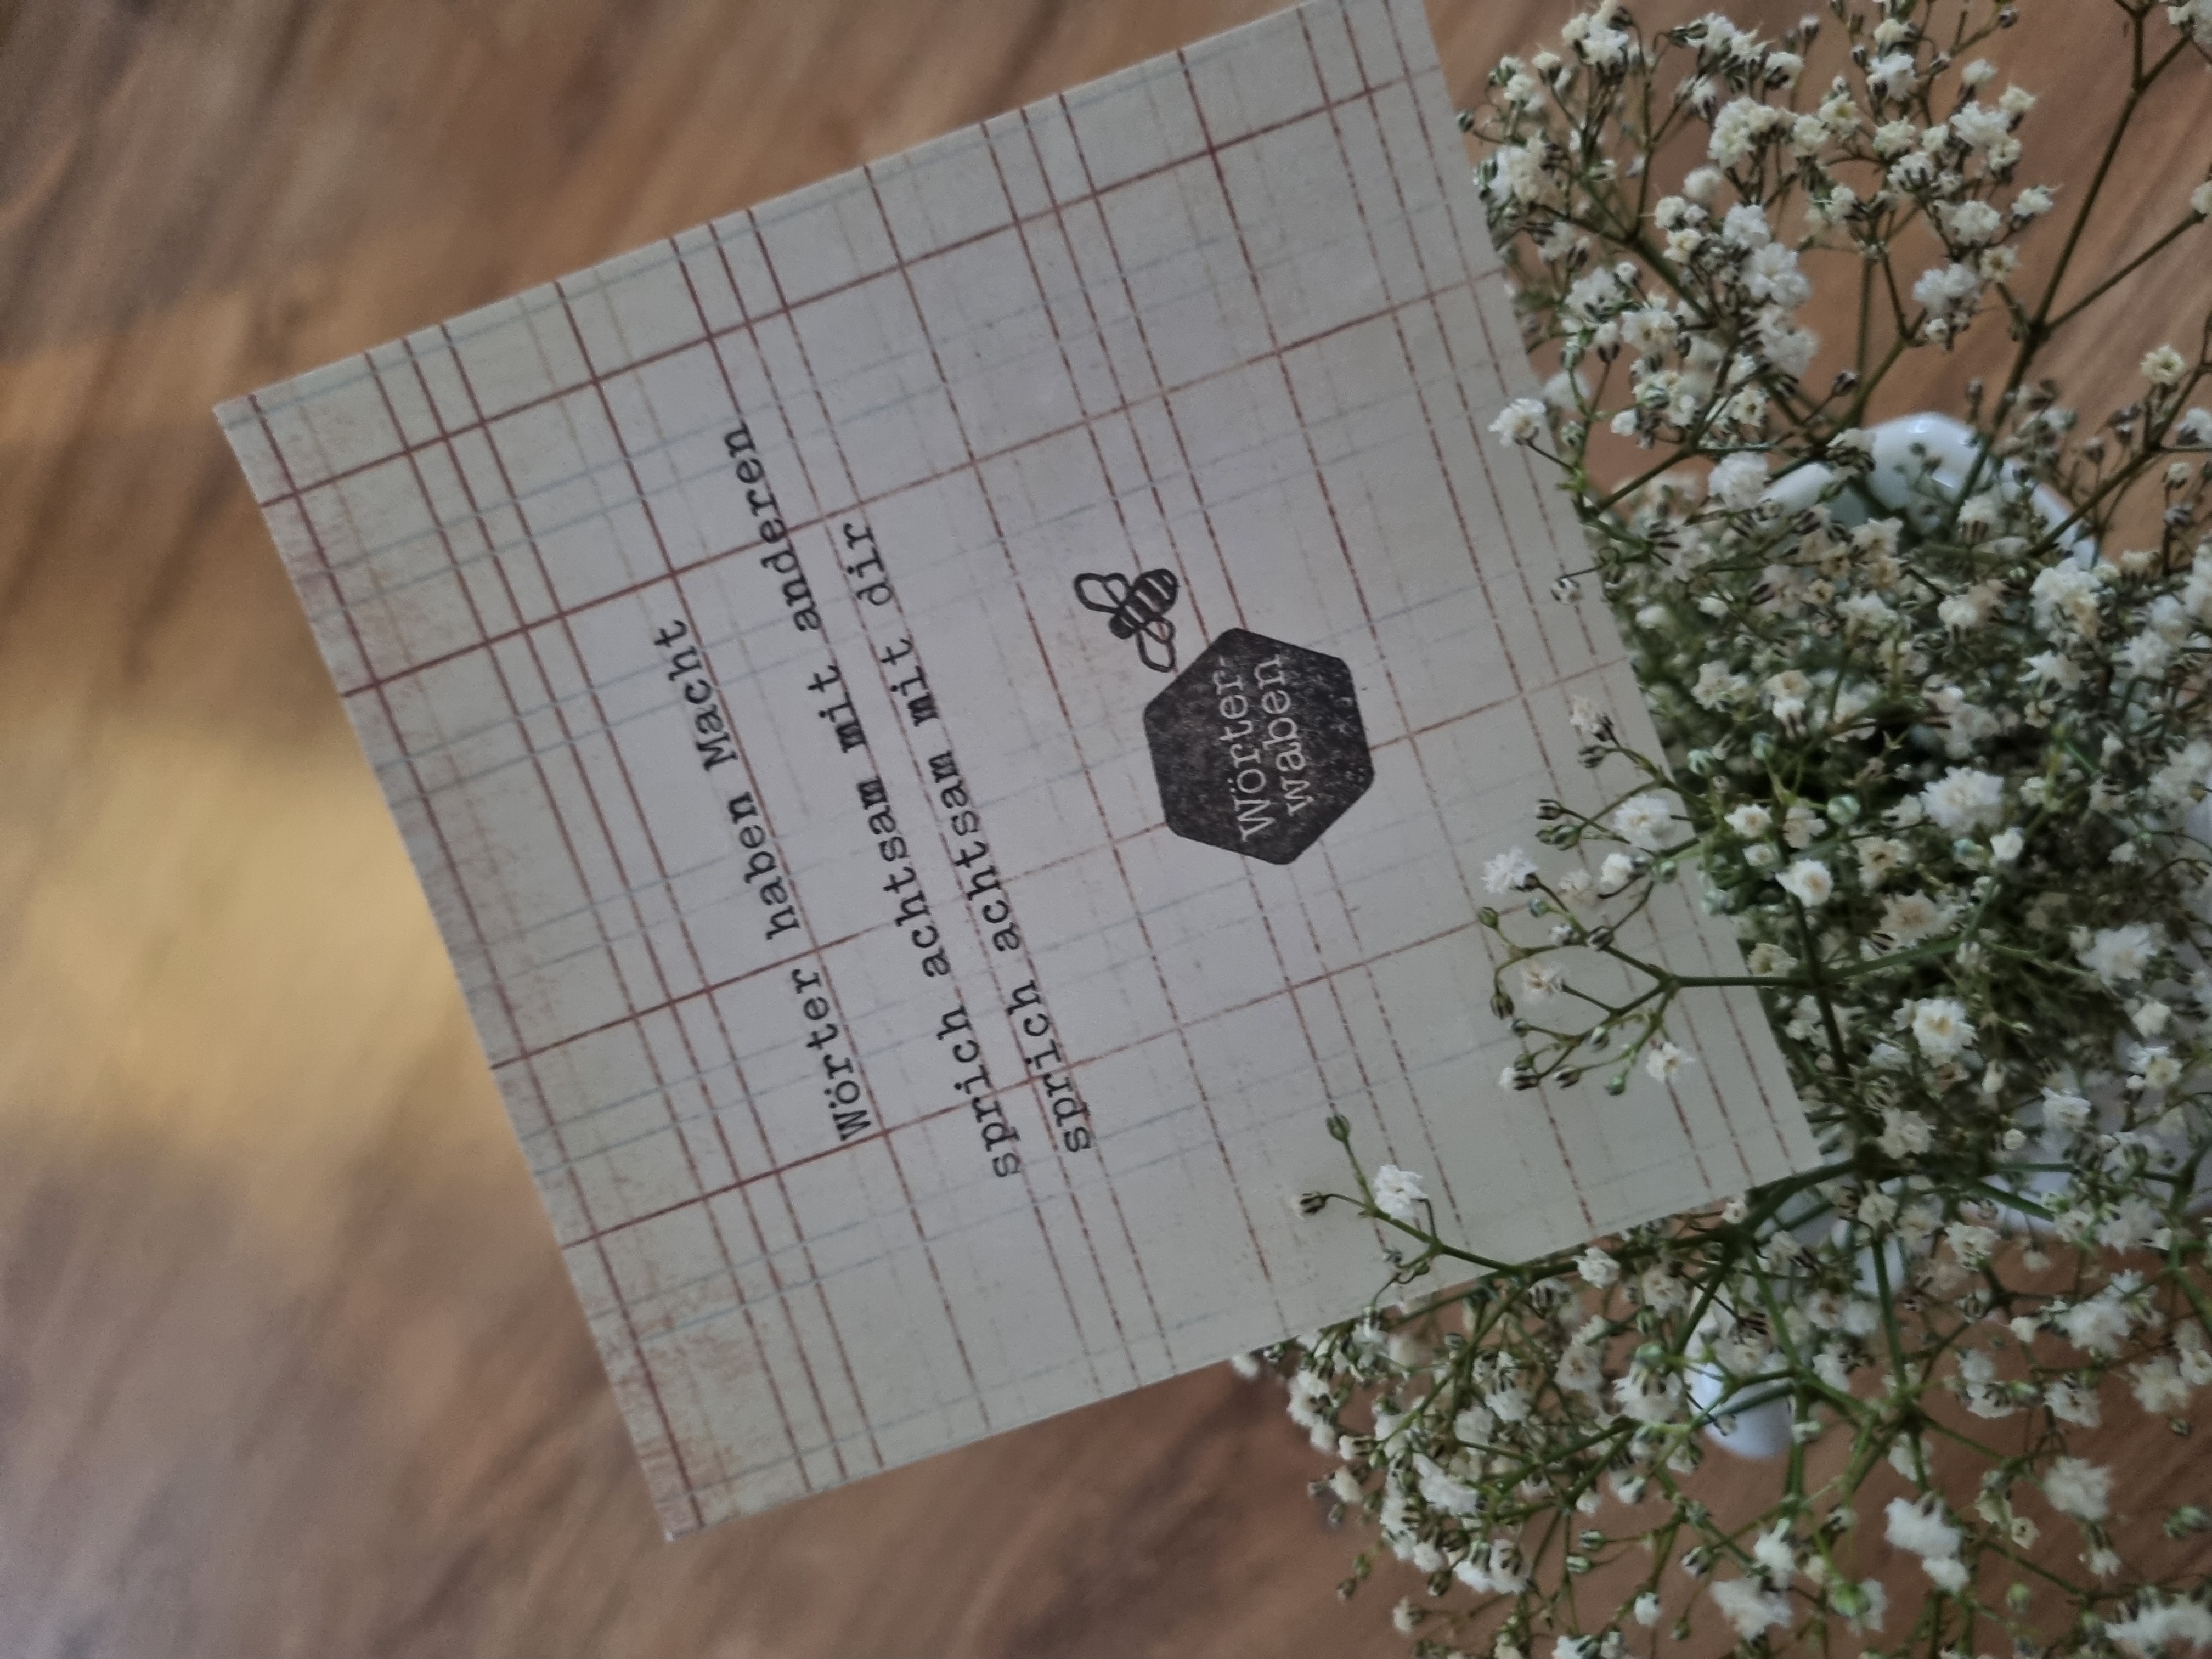 Wörter haben Macht
sprich achtsam mit anderen
sprich achtsam mit dir
Wörter-
waben